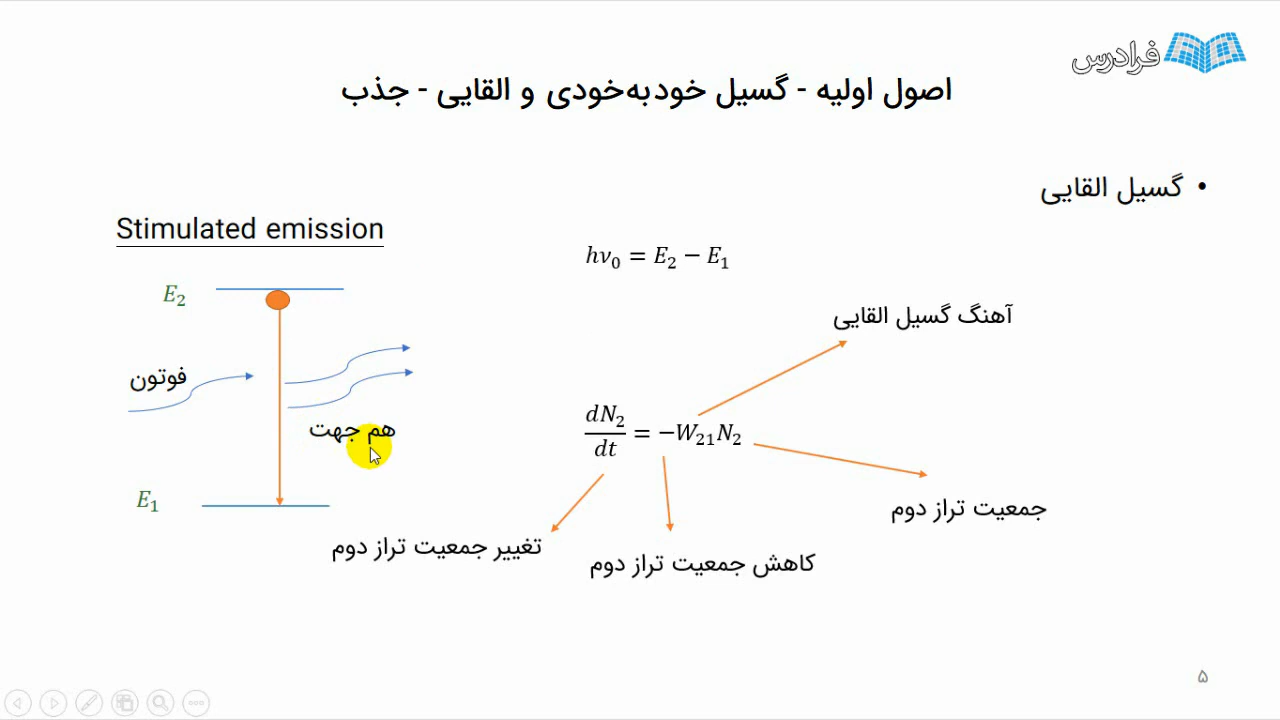 فرادرس
اصول اولیه - گسیل خودبه‌خودی و القایی - جذب
• گسیل القایی
Stimulated emission
hν₀ = E₂ − E₁
E₂
آهنگ گسیل القایی
فوتون
هم جهت
dN₂/dt = −W₂₁N₂
E₁
جمعیت تراز دوم
تغییر جمعیت تراز دوم
کاهش جمعیت تراز دوم
۵